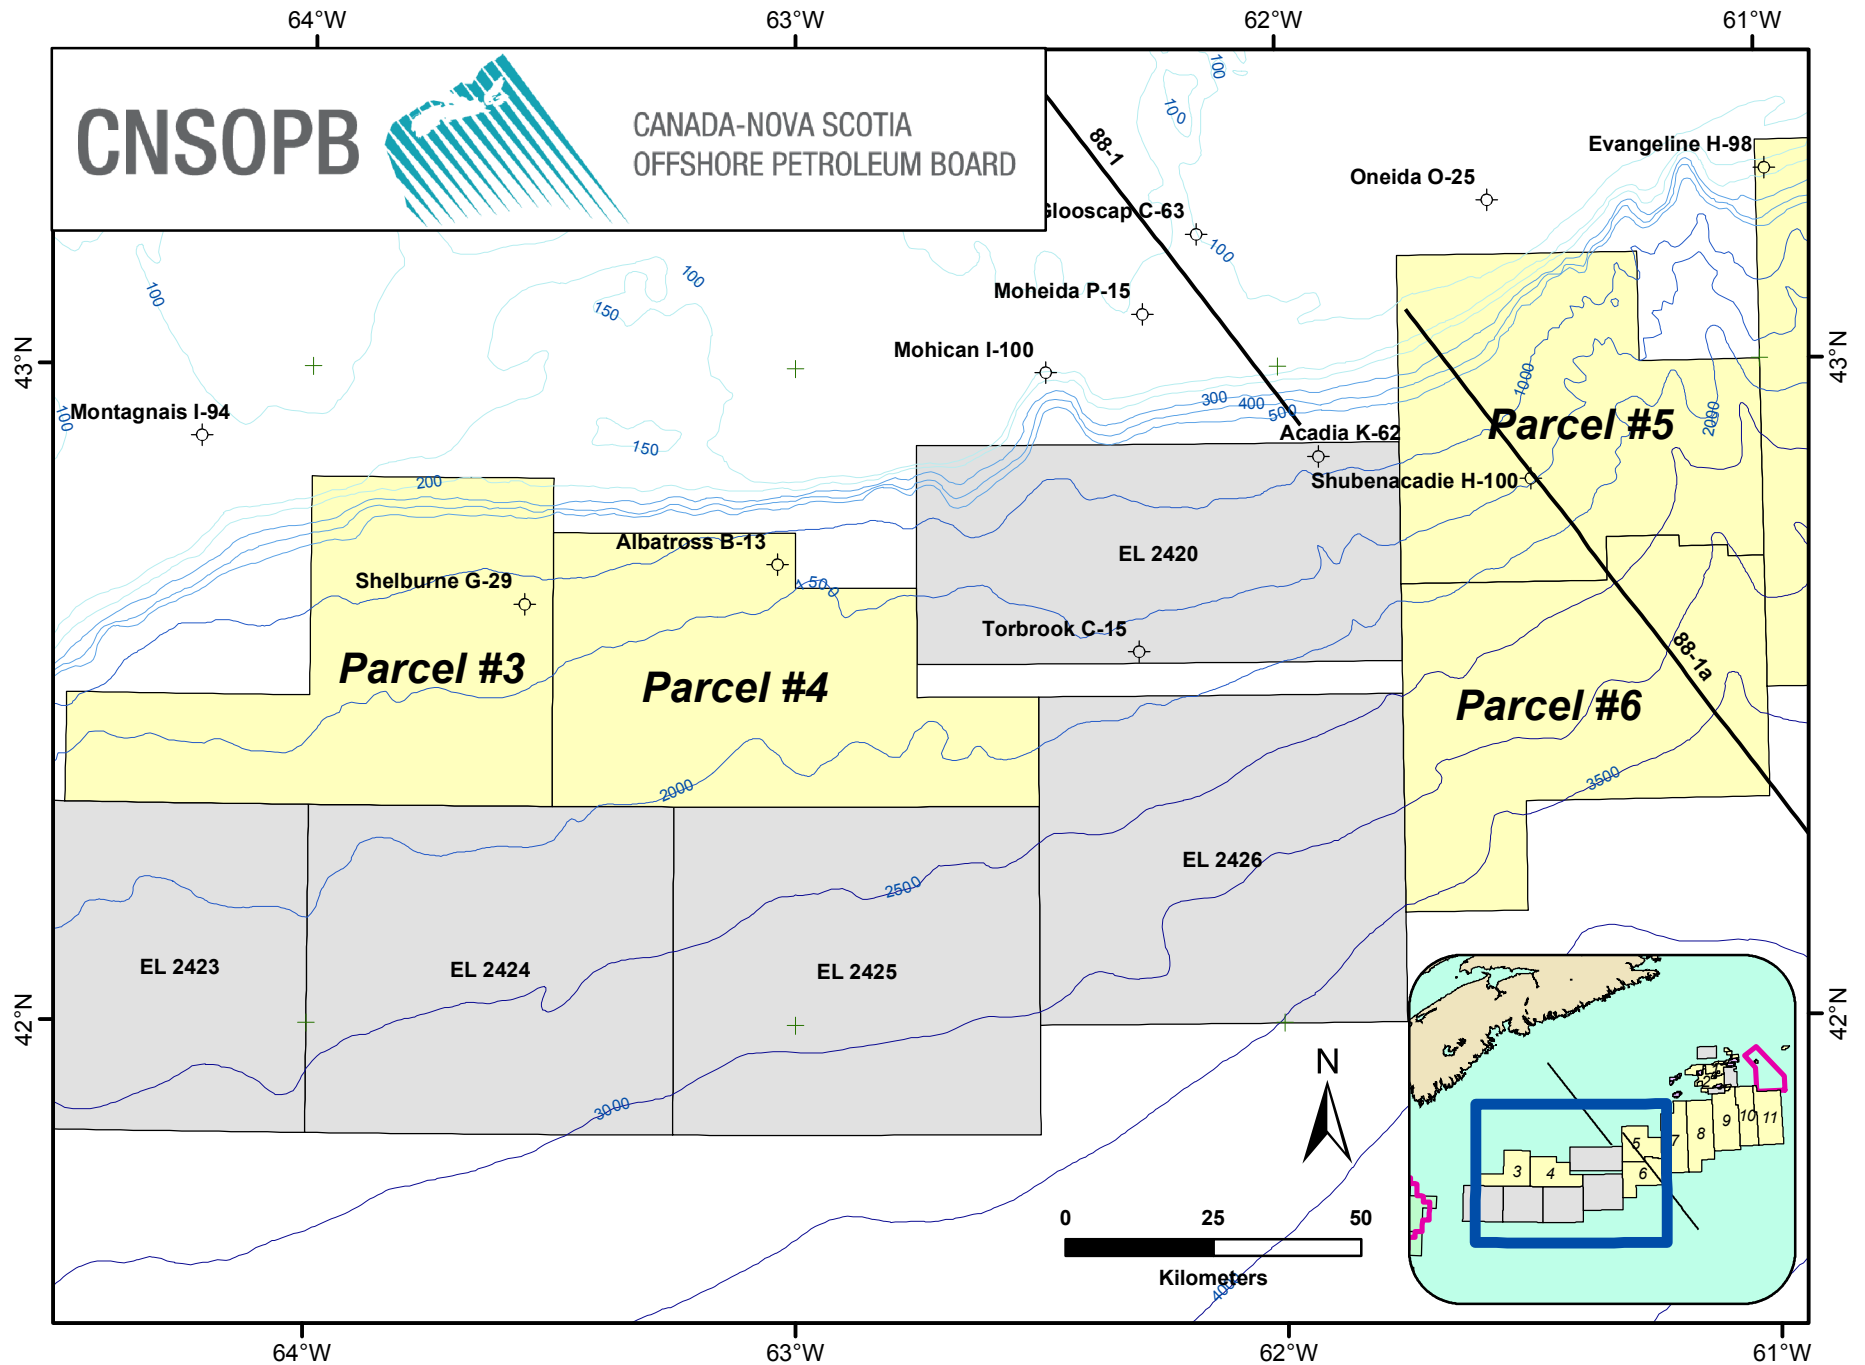 64°W
63°W
62°W
61°W
CNSOPB
CANADA-NOVA SCOTIA
OFFSHORE PETROLEUM BOARD
100
100
88-1
Evangeline H-98
Oneida O-25
Glooscap C-63
100
100
100
150
Moheida P-15
Mohican I-100
43°N
43°N
1000
300
400
500
2000
Montagnais I-94
100
150
Parcel #5
Acadia K-62
Shubenacadie H-100
200
Albatross B-13
EL 2420
Shelburne G-29
Torbrook C-15
88-1a
Parcel #3
Parcel #4
Parcel #6
2000
3500
EL 2426
2500
EL 2423
EL 2424
EL 2425
42°N
42°N
3000
N
0
25
50
Kilometers
3
4
5
6
7
8
9
10
11
64°W
63°W
62°W
61°W